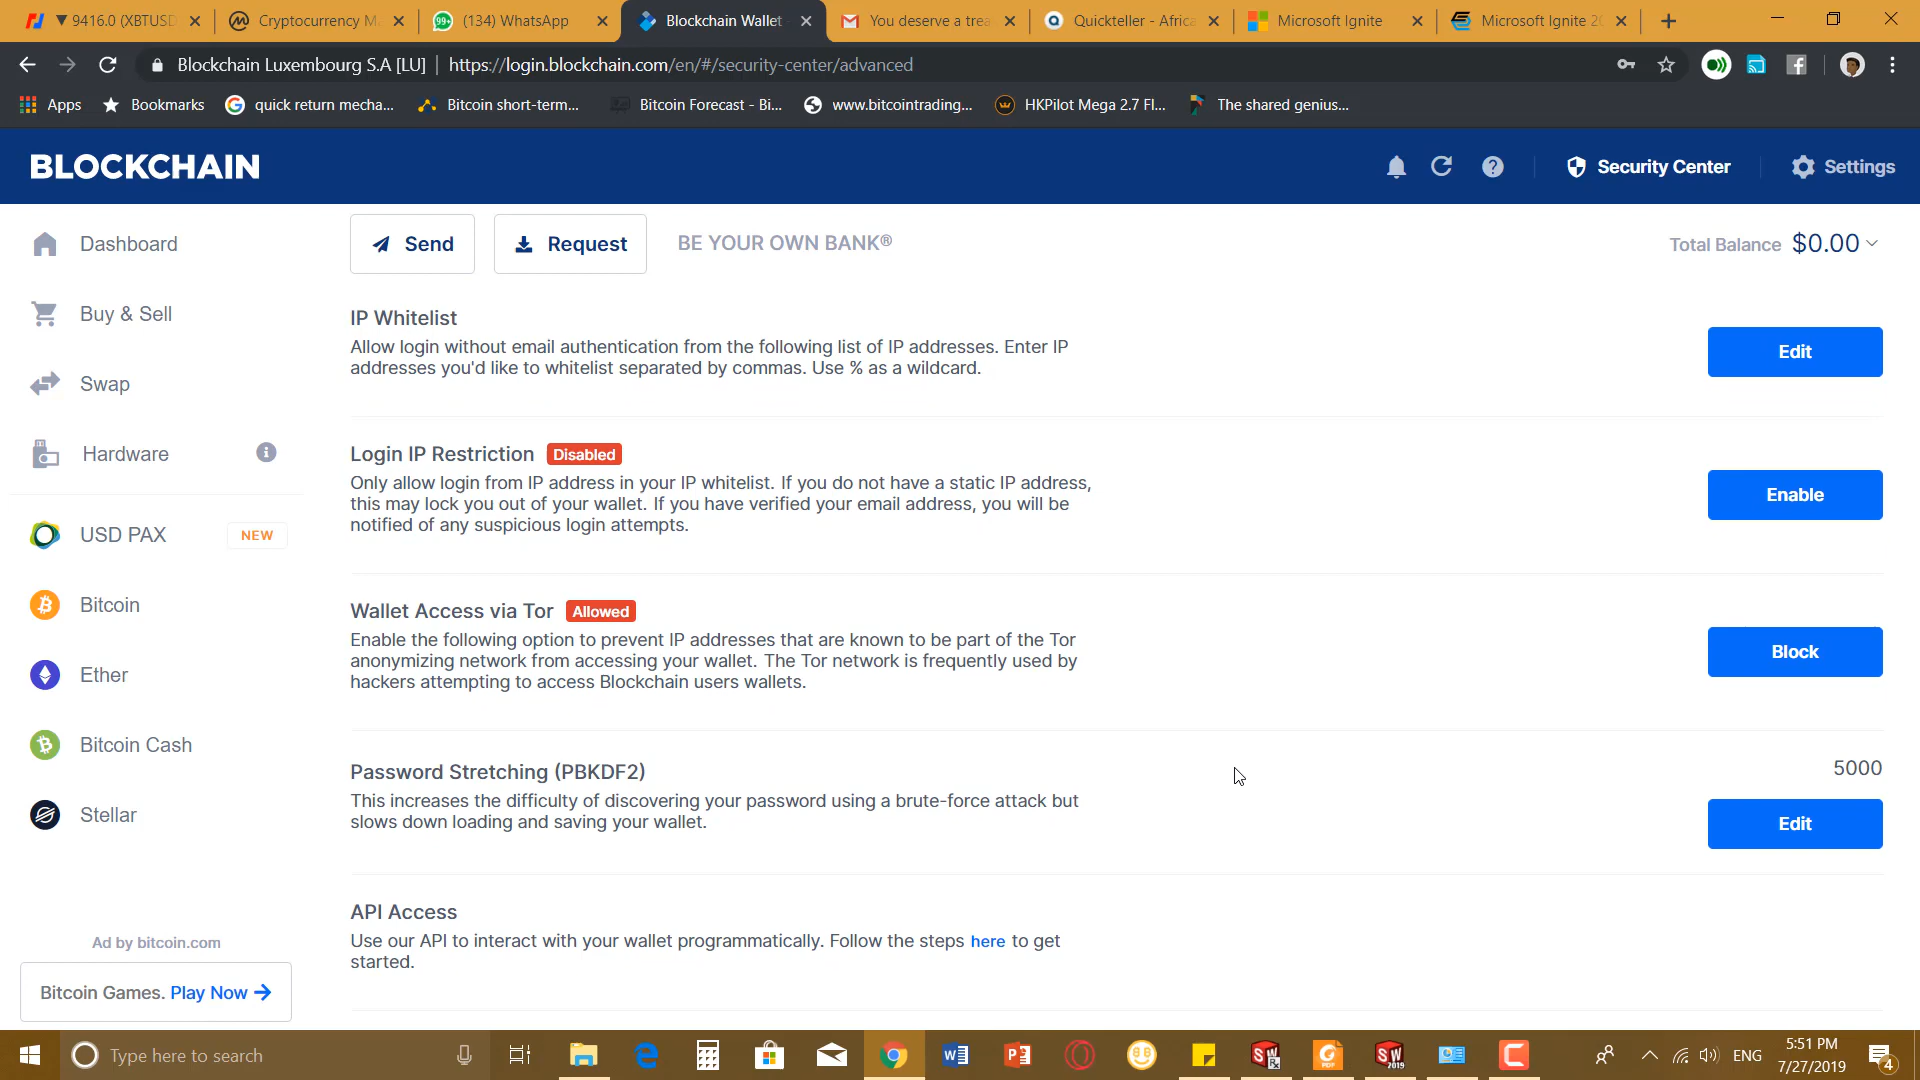 ▼ 9416.0 (XBTUSD
Cryptocurrency M
99+ (134) WhatsApp
Blockchain Wallet
You deserve a trea
Quickteller - Africa
Microsoft Ignite
Microsoft Ignite 20
Blockchain Luxembourg S.A [LU] | https://login.blockchain.com/en/#/security-center/advanced
Apps
Bookmarks
quick return mecha...
Bitcoin short-term...
Bitcoin Forecast - Bi...
www.bitcointrading...
HKPilot Mega 2.7 Fl...
The shared genius...
BLOCKCHAIN
Security Center
Settings
Dashboard
Buy & Sell
Swap
Hardware
USD PAX NEW
Bitcoin
Ether
Bitcoin Cash
Stellar
Ad by bitcoin.com
Bitcoin Games. Play Now →
Send
Request
BE YOUR OWN BANK®
Total Balance $0.00
IP Whitelist
Allow login without email authentication from the following list of IP addresses. Enter IP
addresses you'd like to whitelist separated by commas. Use % as a wildcard.
Edit
Login IP Restriction Disabled
Only allow login from IP address in your IP whitelist. If you do not have a static IP address,
this may lock you out of your wallet. If you have verified your email address, you will be
notified of any suspicious login attempts.
Enable
Wallet Access via Tor Allowed
Enable the following option to prevent IP addresses that are known to be part of the Tor
anonymizing network from accessing your wallet. The Tor network is frequently used by
hackers attempting to access Blockchain users wallets.
Block
Password Stretching (PBKDF2)
This increases the difficulty of discovering your password using a brute-force attack but
slows down loading and saving your wallet.
5000
Edit
API Access
Use our API to interact with your wallet programmatically. Follow the steps here to get
started.
Type here to search
ENG
5:51 PM
7/27/2019
4